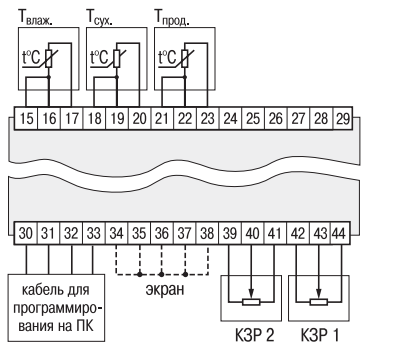 Tвлаж. Tсух. Tпрод.
t°C t°C t°C
15 16 17 18 19 20 21 22 23 24 25 26 27 28 29
30 31 32 33 34 35 36 37 38 39 40 41 42 43 44
кабель для
программиро-
вания на ПК
экран
КЗР 2
КЗР 1